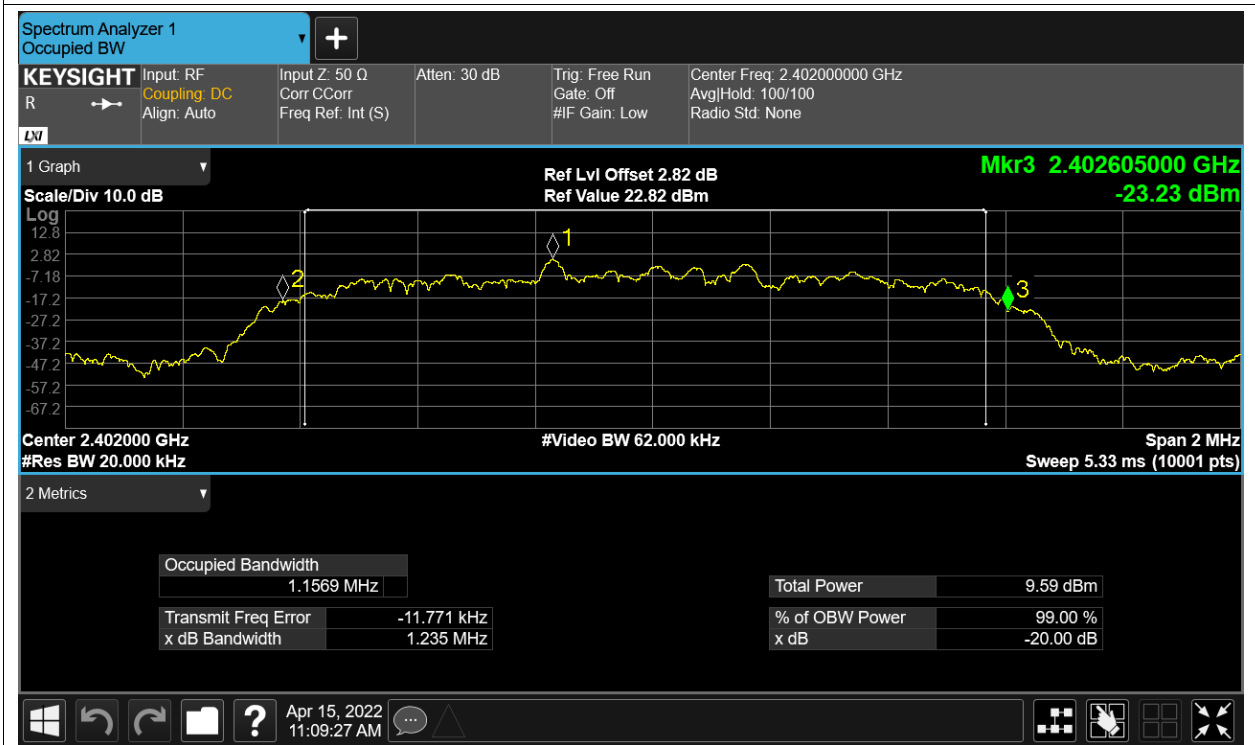 Spectrum Analyzer 1
Occupied BW
+
KEYSIGHT
R
LXI
Input: RF
Coupling: DC
Align: Auto
Input Z: 50 Ω
Corr CCorr
Freq Ref: Int (S)
Atten: 30 dB
Trig: Free Run
Gate: Off
#IF Gain: Low
Center Freq: 2.402000000 GHz
Avg|Hold: 100/100
Radio Std: None
1 Graph
Scale/Div 10.0 dB
Ref Lvl Offset 2.82 dB
Ref Value 22.82 dBm
Mkr3 2.402605000 GHz
-23.23 dBm
Log
12.8
2.82
-7.18
-17.2
-27.2
-37.2
-47.2
-57.2
-67.2
1
2
3
Center 2.402000 GHz
#Video BW 62.000 kHz
Span 2 MHz
#Res BW 20.000 kHz
Sweep 5.33 ms (10001 pts)
2 Metrics
Occupied Bandwidth
1.1569 MHz
Total Power 9.59 dBm
Transmit Freq Error -11.771 kHz
% of OBW Power 99.00 %
x dB Bandwidth 1.235 MHz
x dB -20.00 dB
?
Apr 15, 2022
11:09:27 AM